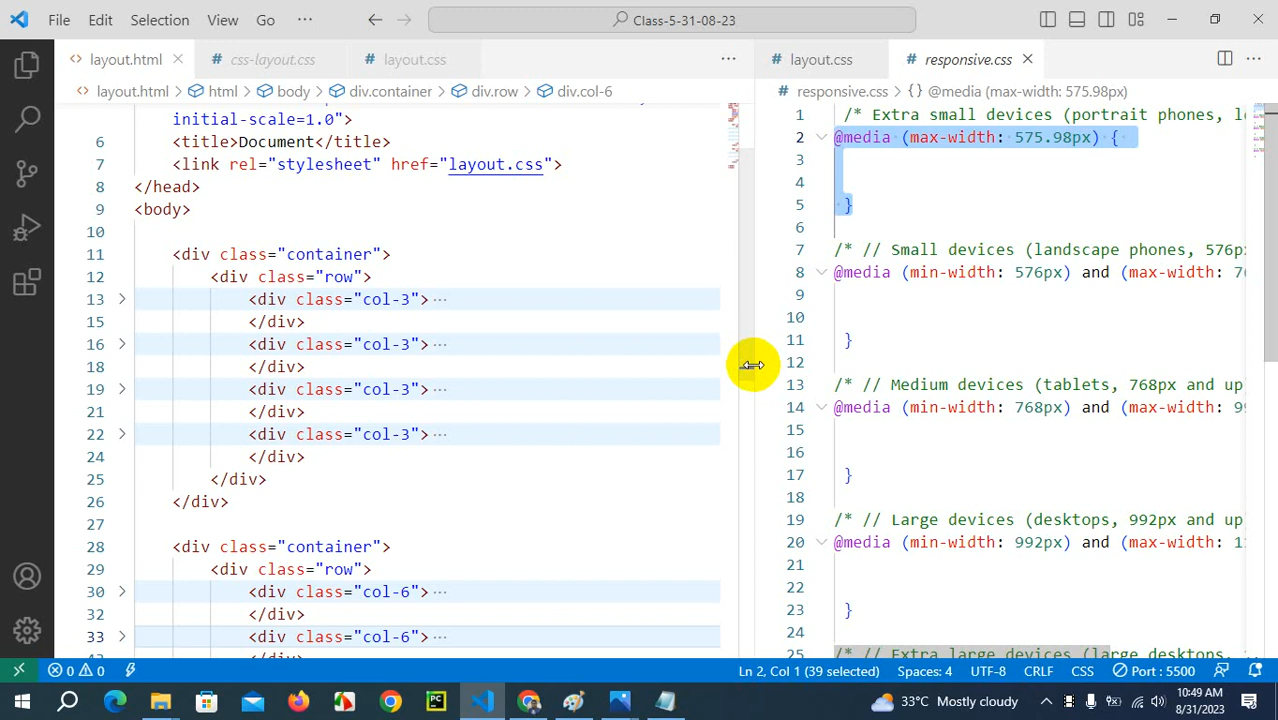 File Edit Selection View Go ··· Class-5-31-08-23
layout.html css-layout.css layout.css ···
layout.html > html > body > div.container > div.row > div.col-6
initial-scale=1.0">
6 <title>Document</title>
7 <link rel="stylesheet" href="layout.css">
8 </head>
9 <body>
10
11 <div class="container">
12 <div class="row">
13 <div class="col-3">···
15 </div>
16 <div class="col-3">···
18 </div>
19 <div class="col-3">···
21 </div>
22 <div class="col-3">···
24 </div>
25 </div>
26 </div>
27
28 <div class="container">
29 <div class="row">
30 <div class="col-6">···
32 </div>
33 <div class="col-6">···
layout.css responsive.css ···
responsive.css > {} @media (max-width: 575.98px)
1 /* Extra small devices (portrait phones,
2 @media (max-width: 575.98px) {
3
4
5 }
6
7 /* // Small devices (landscape phones, 576px
8 @media (min-width: 576px) and (max-width:
9
10
11 }
12
13 /* // Medium devices (tablets, 768px and up
14 @media (min-width: 768px) and (max-width:
15
16
17 }
18
19 /* // Large devices (desktops, 992px and up
20 @media (min-width: 992px) and (max-width:
21
22
23 }
24
25 /* // Extra large devices (large desktops,
0 0 Ln 2, Col 1 (39 selected) Spaces: 4 UTF-8 CRLF CSS Port : 5500
PC 33°C Mostly cloudy 10:49 AM
8/31/2023